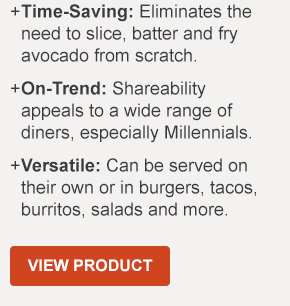 +Time-Saving: Eliminates the
need to slice, batter and fry
avocado from scratch.
+On-Trend: Shareability
appeals to a wide range of
diners, especially Millennials.
+Versatile: Can be served on
their own or in burgers, tacos,
burritos, salads and more.
VIEW PRODUCT